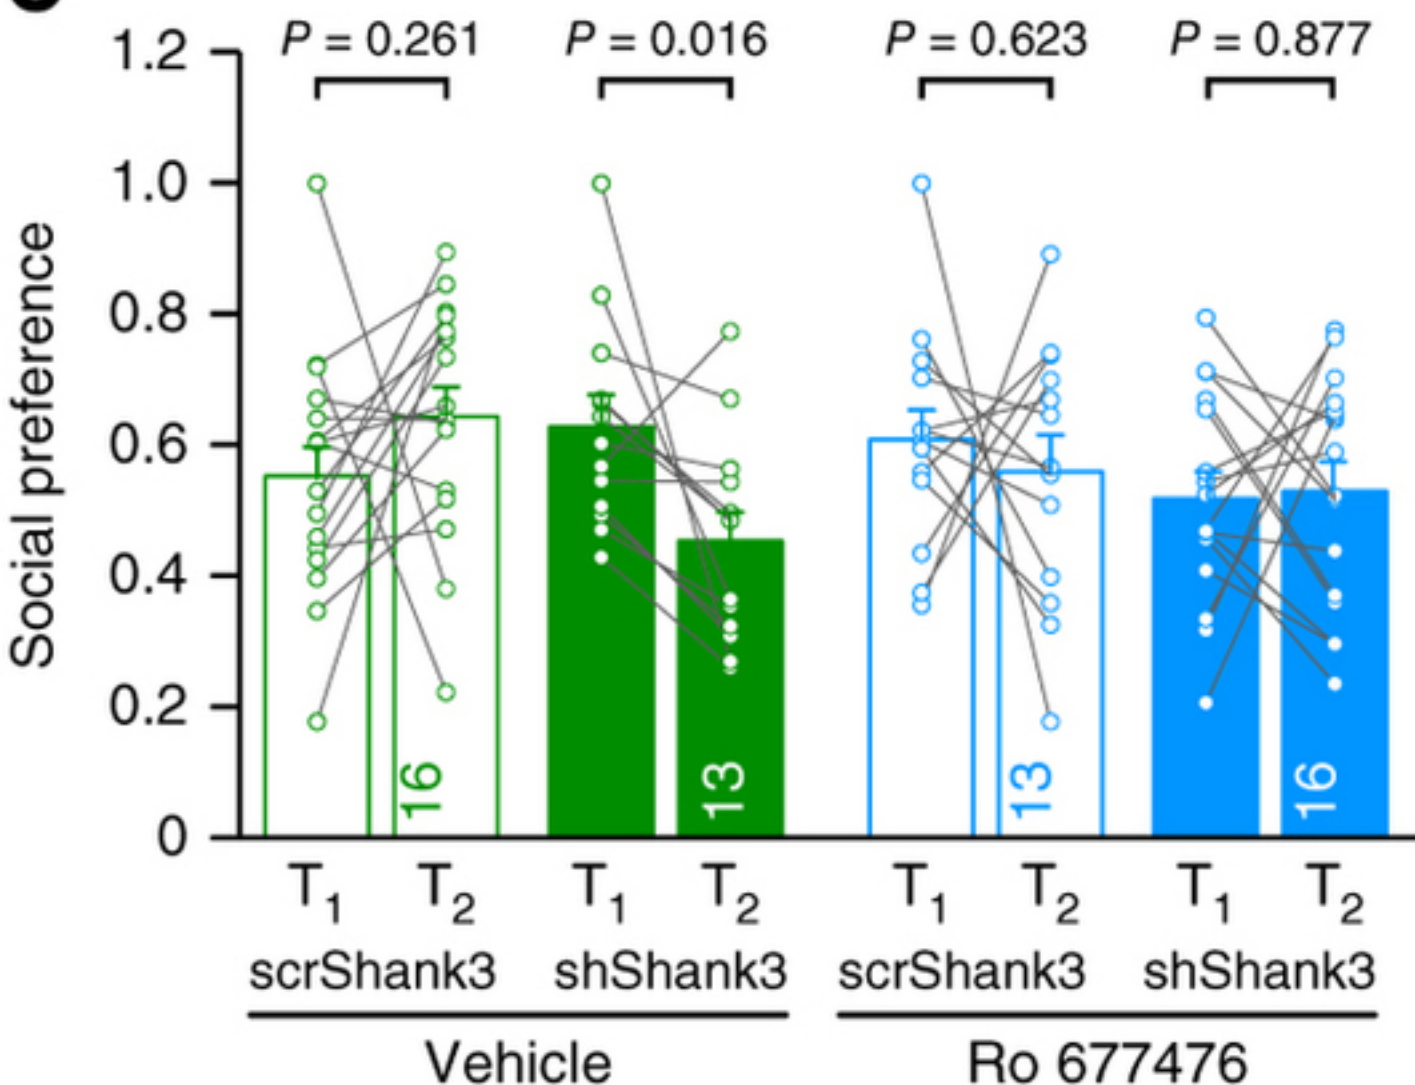 P = 0.261 P = 0.016 P = 0.623 P = 0.877
1.2
1.0
0.8
0.6
0.4
0.2
0
Social preference
16 13 13 16
T1 T2 T1 T2 T1 T2 T1 T2
scrShank3 shShank3 scrShank3 shShank3
Vehicle Ro 677476